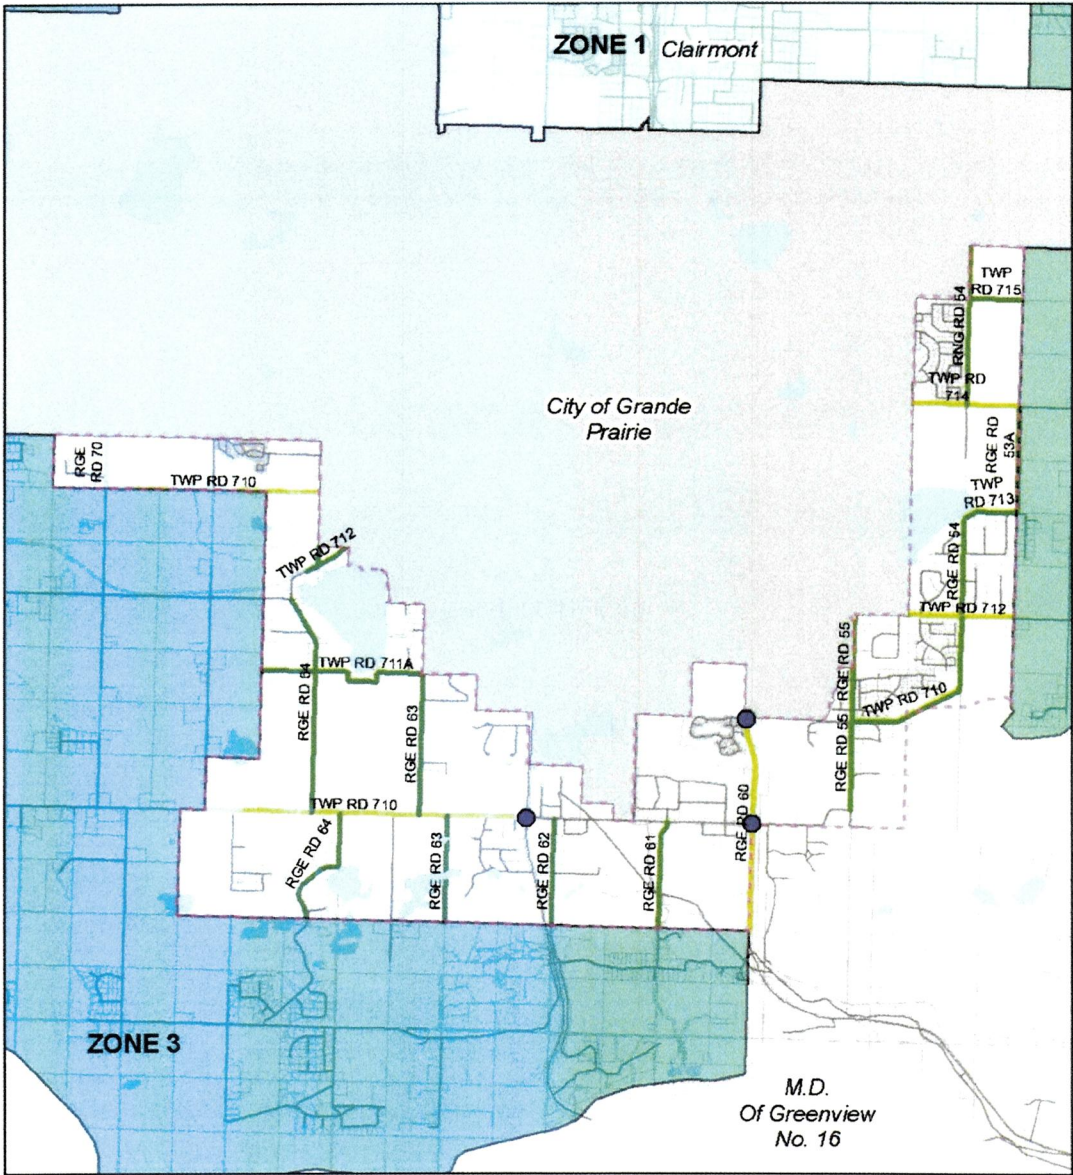 ZONE 1 Clairmont
TWP
RD 715
RNG RD 54
TWP RD
714
City of Grande
Prairie
RGE RD
53A
RGE
RD 70
TWP RD 710
TWP
RD 713
TWP RD 712
RGE RD 54
TWP RD 712
RGE RD 55
TWP RD 711A
RGE RD 64
RGE RD 63
TWP RD 710
RGE RD 55
TWP RD 710
RGE RD 64
RGE RD 63
RGE RD 62
RGE RD 61
RGE RD 60
ZONE 3
M.D.
Of Greenview
No. 16